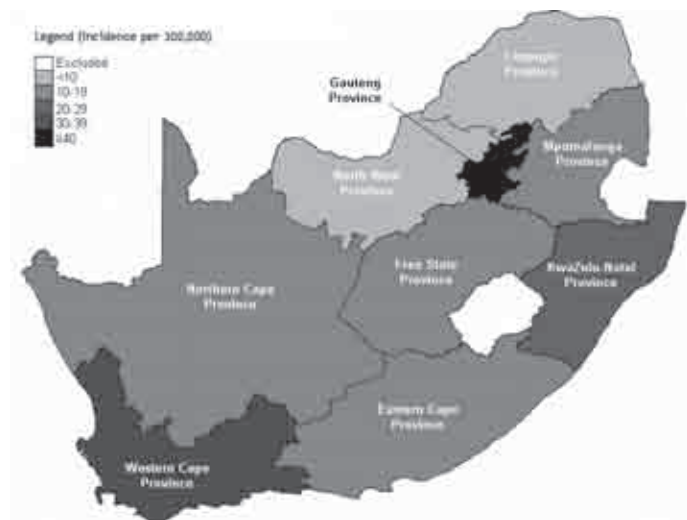 Legend (Incidence per 100,000)
Excluded
<10
10-19
20-29
30-39
≥40
Limpopo
Province
Gauteng
Province
Mpumalanga
Province
North West
Province
Free State
Province
KwaZulu Natal
Province
Northern Cape
Province
Eastern Cape
Province
Western Cape
Province